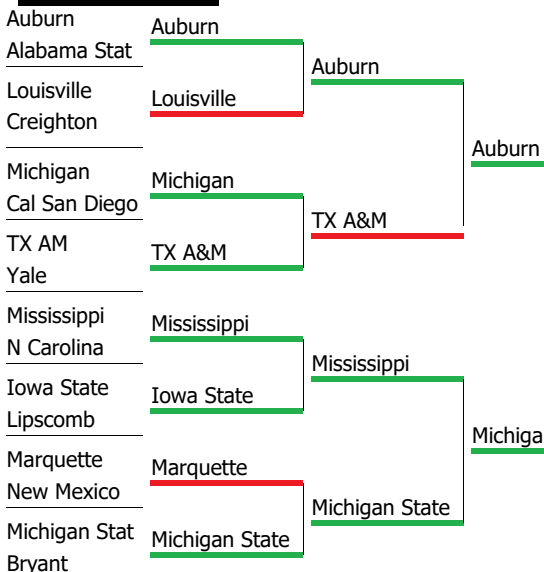 Auburn
Alabama Stat
Louisville
Creighton
Michigan
Cal San Diego
TX AM
Yale
Mississippi
N Carolina
Iowa State
Lipscomb
Marquette
New Mexico
Michigan Stat
Bryant
Auburn
Louisville
Michigan
TX A&M
Mississippi
Iowa State
Marquette
Michigan State
Auburn
TX A&M
Mississippi
Michigan State
Auburn
Michiga